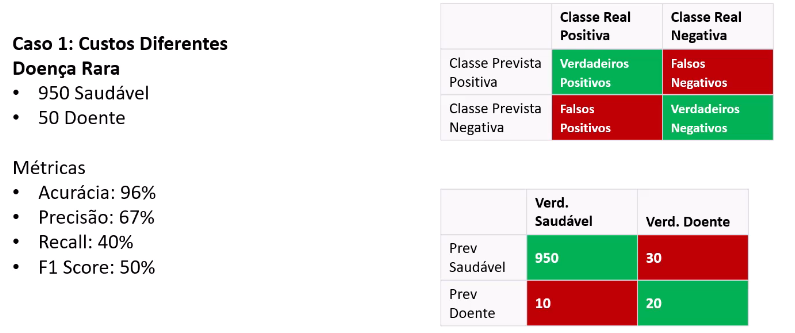 Caso 1: Custos Diferentes
Doença Rara
• 950 Saudável
• 50 Doente
Métricas
• Acurácia: 96%
• Precisão: 67%
• Recall: 40%
• F1 Score: 50%
Classe Real Classe Real
Positiva Negativa
Classe Prevista Verdadeiros Falsos
Positiva Positivos Negativos
Classe Prevista Falsos Verdadeiros
Negativa Positivos Negativos
Verd.
Saudável Verd. Doente
Prev
Saudável 950 30
Prev
Doente 10 20